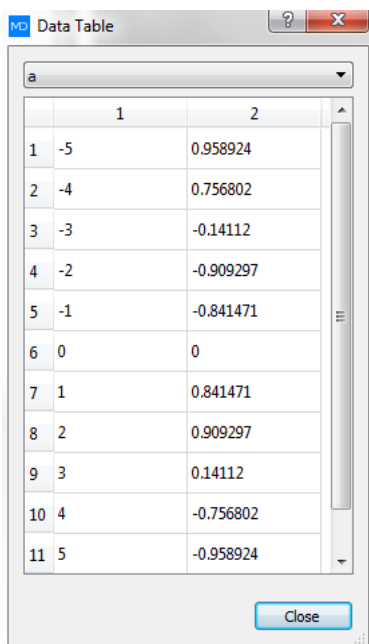 MD Data Table ? X
a
1 2
1 -5 0.958924
2 -4 0.756802
3 -3 -0.14112
4 -2 -0.909297
5 -1 -0.841471
6 0 0
7 1 0.841471
8 2 0.909297
9 3 0.14112
10 4 -0.756802
11 5 -0.958924
Close